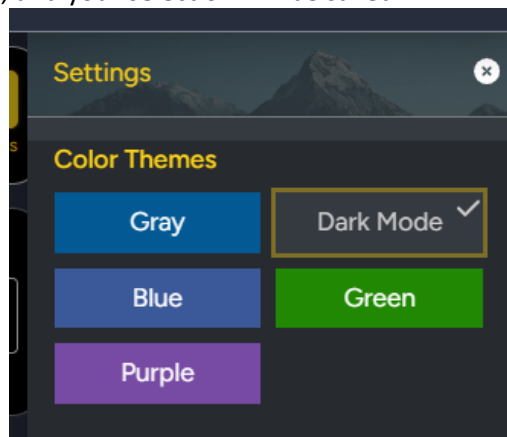 Settings
Color Themes
Gray
Dark Mode
Blue
Green
Purple